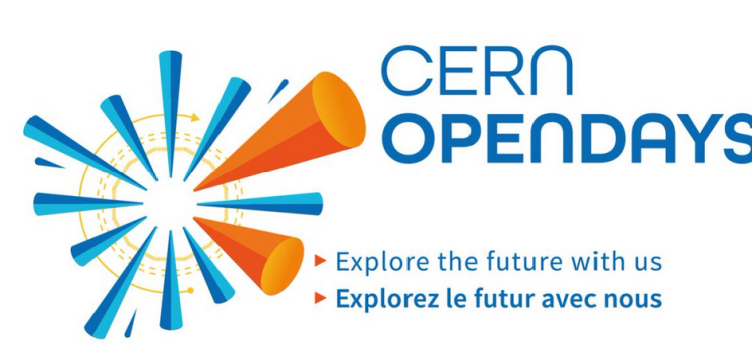 CERN
OPENDAYS
Explore the future with us
Explorez le futur avec nous